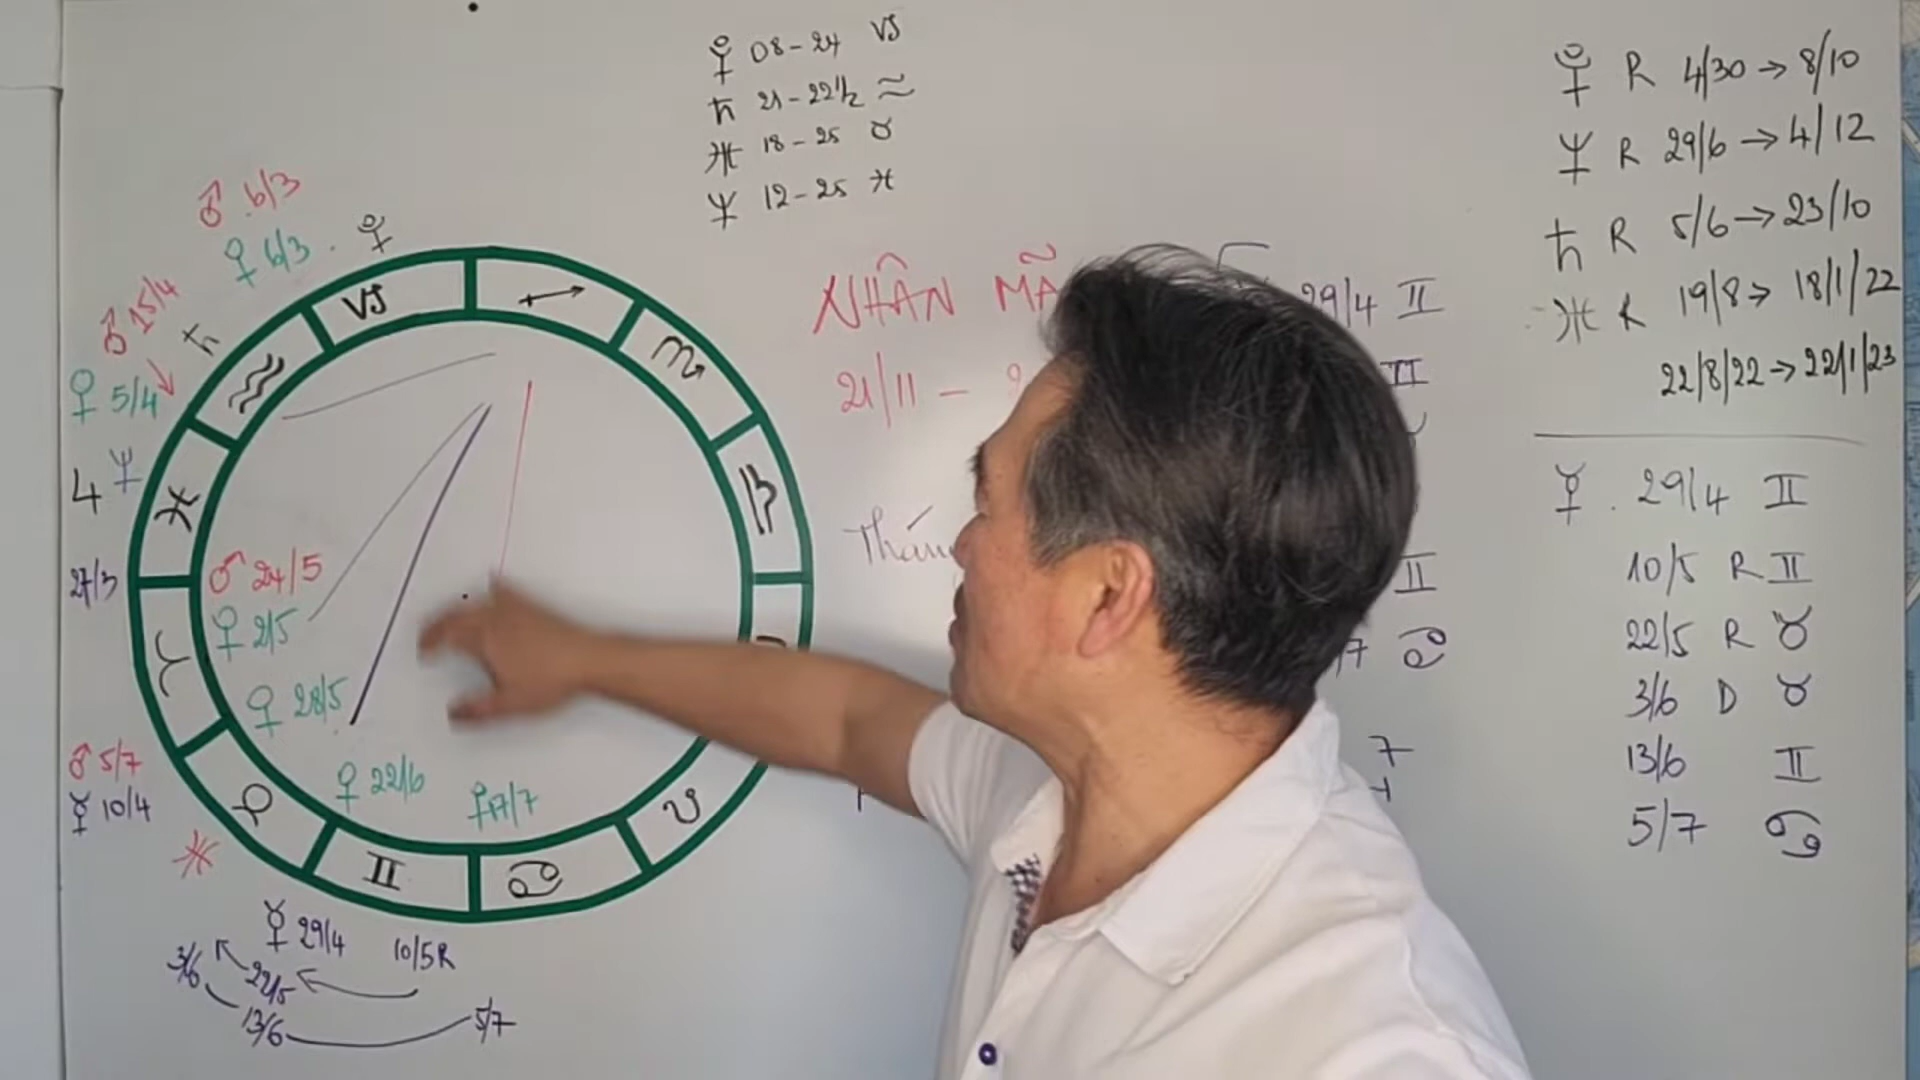 ♀ 08-24 ♑
♄ 21-22 1/2 ♒
♅ 18-25 ♉
♆ 12-25 ♓
♇ R 4/30 → 8/10
♆ R 29/6 → 4/12
♄ R 5/6 → 23/10
♅ R 19/8 → 18/1/22
22/8/22 → 22/1/23
☿ 29/4 ♊
10/5 R ♊
22/5 R ♉
3/6 D ♉
13/6 ♊
5/7 ♋
NHÂN MÃ
21/11 -
29/4 ♊
♊
♊
/7 ♋
7
♂ 6/3
♀ 6/3
♇
♂ 15/4
♄
♀ 5/4
4 ♆
27/3
♂ 24/5
♀ 2/5
♀ 28/5
♀ 22/6
♀ 17/7
♂ 5/7
☿ 10/4
♅
♑
♐
♏
♎
♌
♋
♊
♉
♈
♓
♒
☿ 29/4
10/5R
3/6
22/5
13/6
5/7